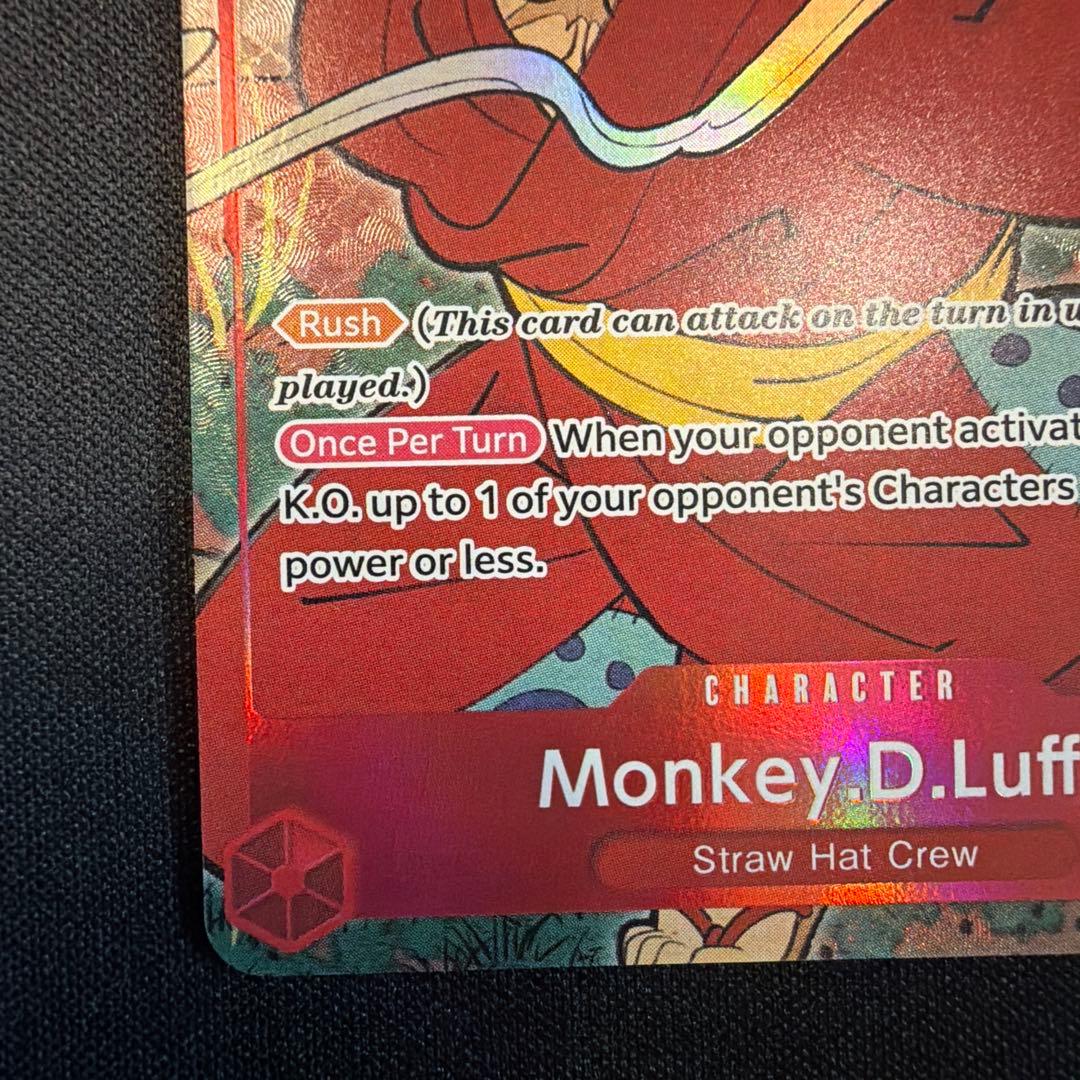 Rush (This card can attack on the turn in
played.)
Once Per Turn When your opponent activat
K.O. up to 1 of your opponent's Characters
power or less.
CHARACTER
Monkey.D.Luff
Straw Hat Crew